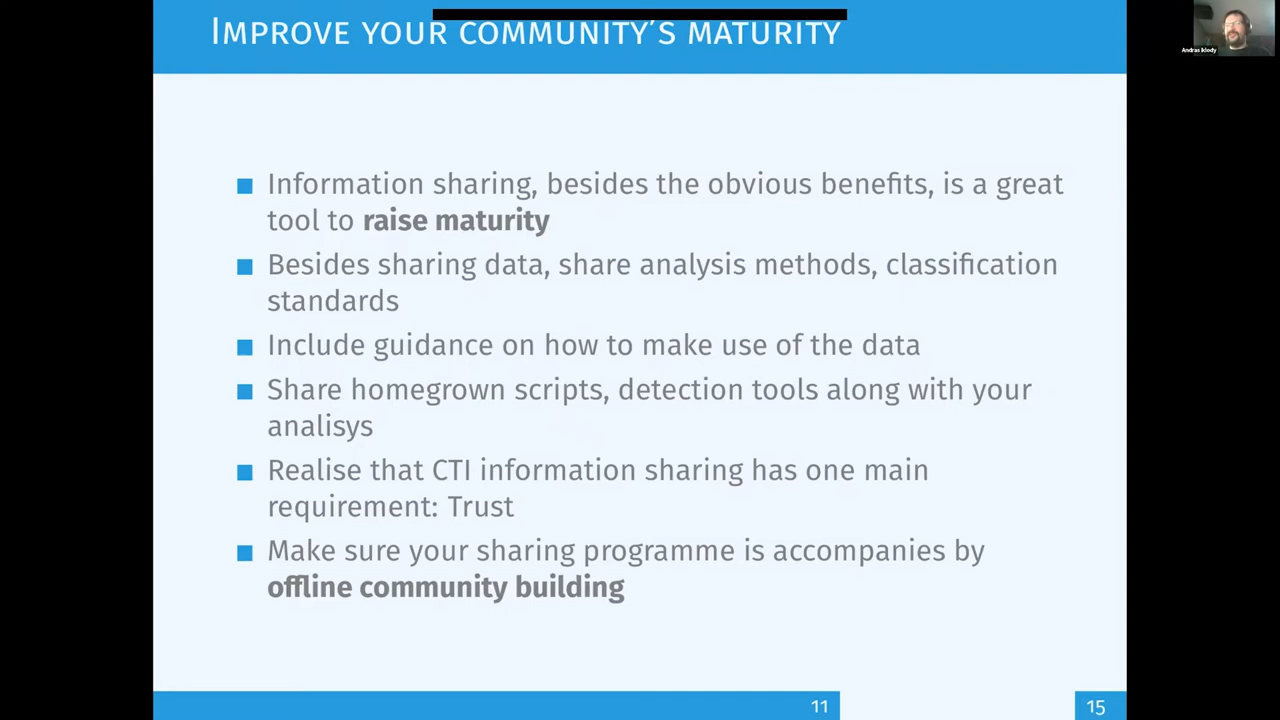 Improve your community's maturity
Andras Iklody
Information sharing, besides the obvious benefits, is a great
tool to raise maturity
Besides sharing data, share analysis methods, classification
standards
Include guidance on how to make use of the data
Share homegrown scripts, detection tools along with your
analisys
Realise that CTI information sharing has one main
requirement: Trust
Make sure your sharing programme is accompanies by
offline community building
11
15